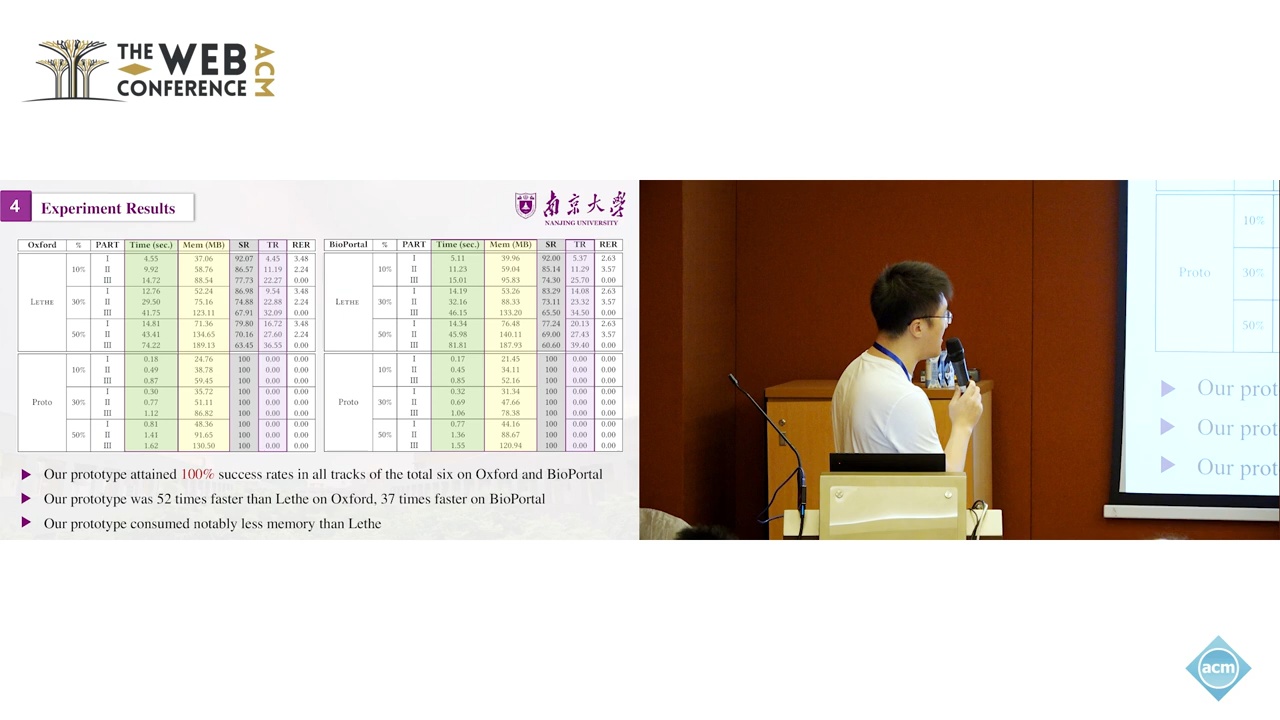 THE WEB
CONFERENCE
ACM
4 Experiment Results
南京大學
NANJING UNIVERSITY
Oxford % PART Time (sec.) Mem (MB) SR TR RER
LETHE 10% I 4.55 37.06 92.07 4.45 3.48
II 9.92 58.76 86.57 11.19 2.24
III 14.72 88.54 77.73 22.27 0.00
30% I 12.76 52.24 86.98 9.54 3.48
II 29.50 75.16 74.88 22.88 2.24
III 41.75 123.11 67.91 32.09 0.00
50% I 14.81 71.36 79.80 16.72 3.48
II 43.41 134.65 70.16 27.60 2.24
III 74.22 189.13 63.45 36.55 0.00
Proto 10% I 0.18 24.76 100 0.00 0.00
II 0.49 38.78 100 0.00 0.00
III 0.87 59.45 100 0.00 0.00
30% I 0.30 35.72 100 0.00 0.00
II 0.77 51.11 100 0.00 0.00
III 1.12 86.82 100 0.00 0.00
50% I 0.81 48.36 100 0.00 0.00
II 1.41 91.65 100 0.00 0.00
III 1.62 130.50 100 0.00 0.00
BioPortal % PART Time (sec.) Mem (MB) SR TR RER
LETHE 10% I 5.11 39.96 92.00 5.37 2.63
II 11.23 59.04 85.14 11.29 3.57
III 15.01 95.83 74.30 25.70 0.00
30% I 14.19 53.26 83.29 14.08 2.63
II 32.16 88.33 73.11 23.32 3.57
III 46.15 133.20 65.50 34.50 0.00
50% I 14.34 76.48 77.24 20.13 2.63
II 45.98 140.11 69.00 27.43 3.57
III 81.81 187.93 60.60 39.40 0.00
Proto 10% I 0.17 21.45 100 0.00 0.00
II 0.45 34.11 100 0.00 0.00
III 0.85 52.16 100 0.00 0.00
30% I 0.32 31.34 100 0.00 0.00
II 0.69 47.66 100 0.00 0.00
III 1.06 78.38 100 0.00 0.00
50% I 0.77 44.16 100 0.00 0.00
II 1.36 88.67 100 0.00 0.00
III 1.55 120.94 100 0.00 0.00
Our prototype attained 100% success rates in all tracks of the total six on Oxford and BioPortal
Our prototype was 52 times faster than Lethe on Oxford, 37 times faster on BioPortal
Our prototype consumed notably less memory than Lethe
10%
Proto 30%
50%
Our prot
Our prot
Our prot
acm